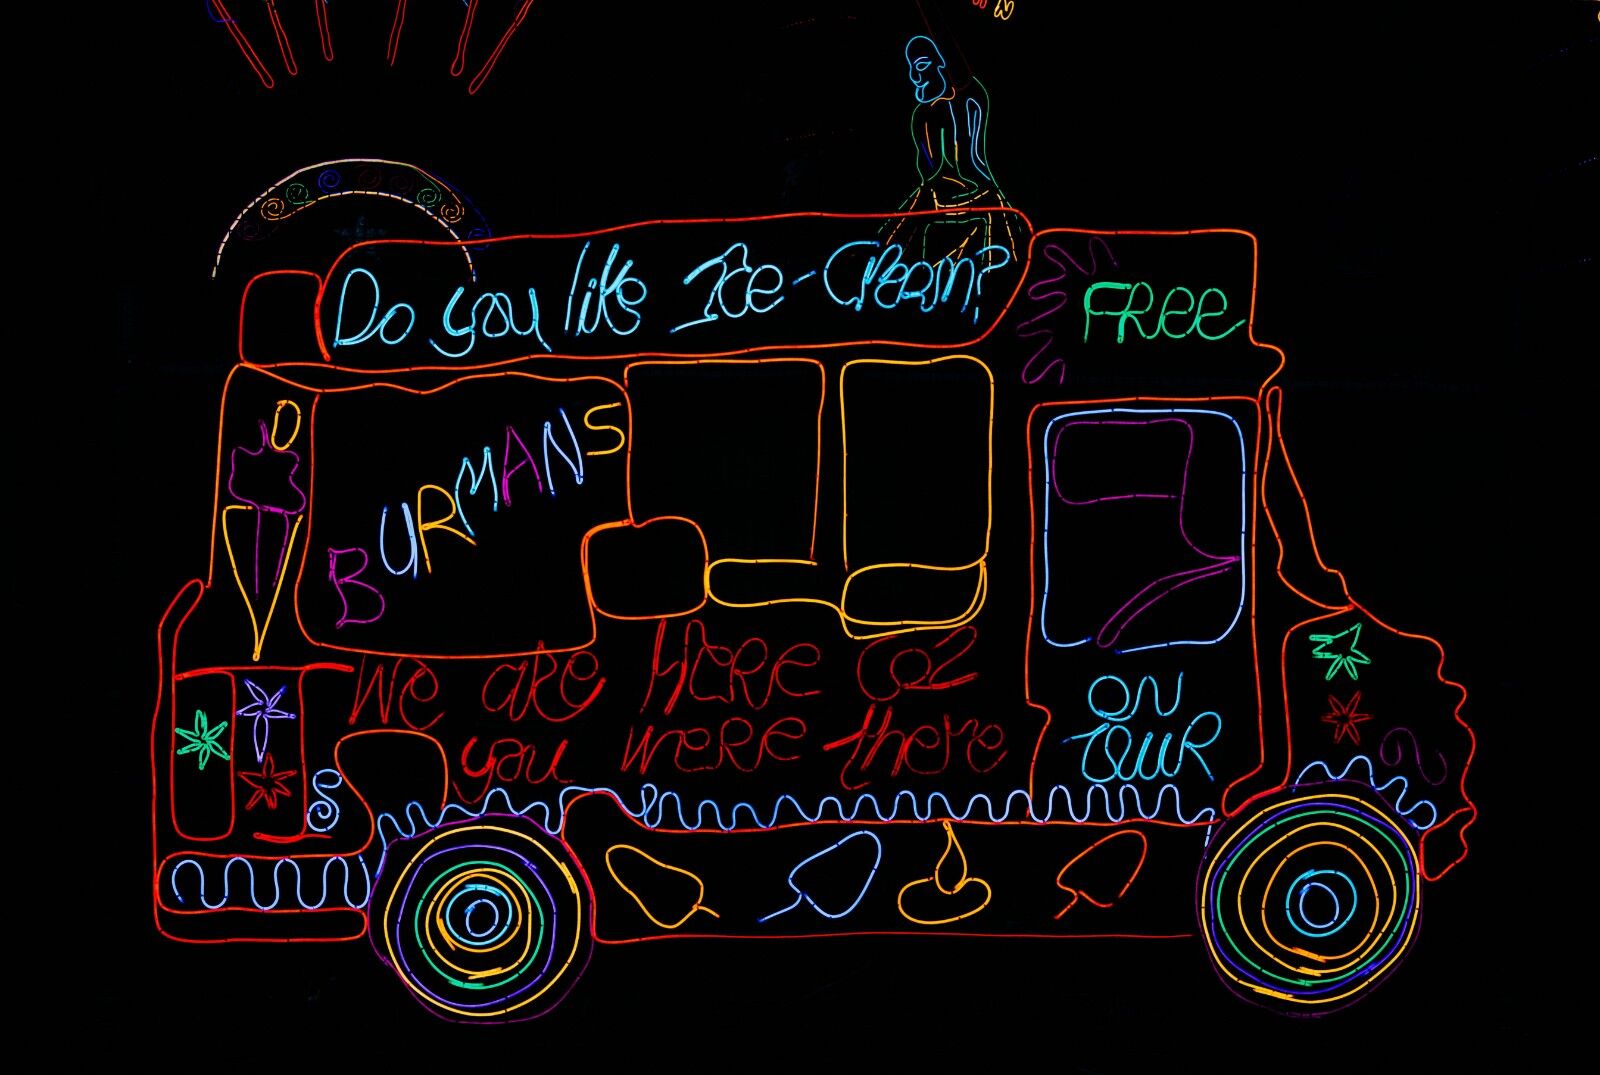 Do you like Ice-Cream?
FREE
BURMANS
We are Here coz
you were there
ON
TOUR